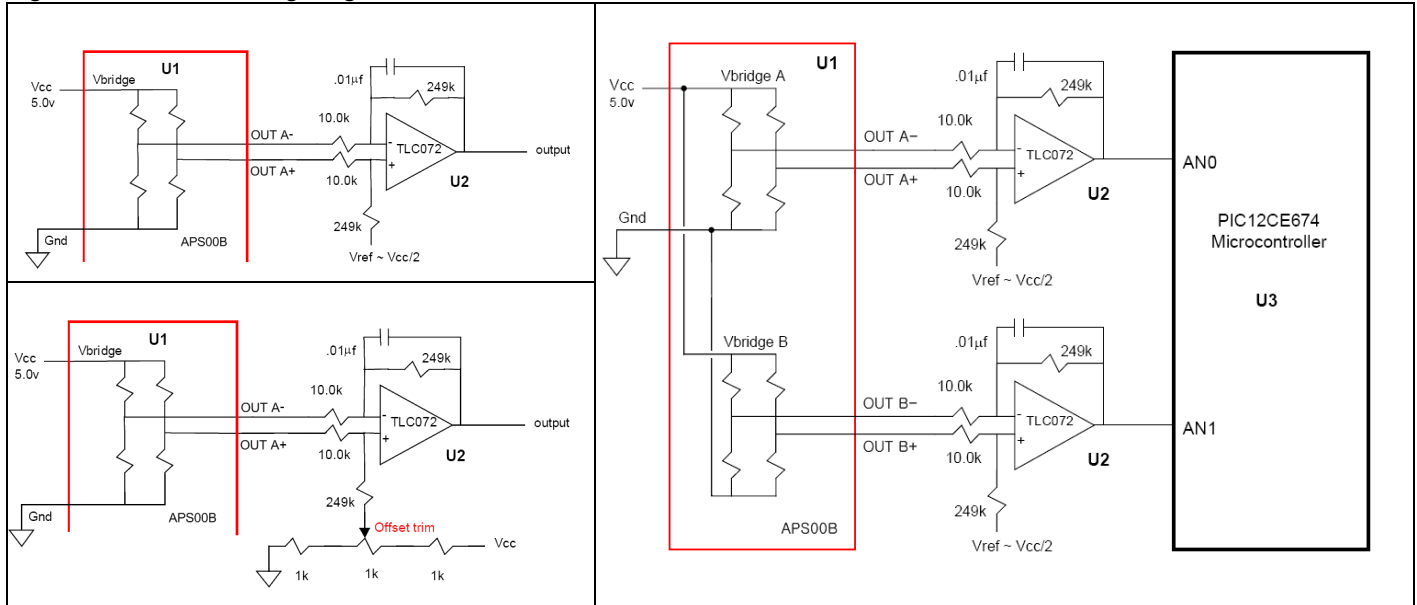 U1
Vcc
5.0v
Vbridge
.01µf
249k
10.0k
OUT A-
OUT A+
10.0k
-
+
TLC072
output
U2
249k
Gnd
APS00B
Vref ~ Vcc/2
U1
Vcc
5.0v
Vbridge
.01µf
249k
10.0k
OUT A-
OUT A+
10.0k
-
+
TLC072
output
U2
249k
Gnd
APS00B
Offset trim
Vcc
1k
1k
1k
U1
Vbridge A
Vcc
5.0v
.01µf
249k
10.0k
OUT A−
OUT A+
10.0k
-
+
TLC072
U2
AN0
Gnd
249k
Vref ~ Vcc/2
PIC12CE674
Microcontroller
U3
Vbridge B
.01µf
249k
10.0k
OUT B−
OUT B+
10.0k
-
+
TLC072
U2
AN1
249k
APS00B
Vref ~ Vcc/2